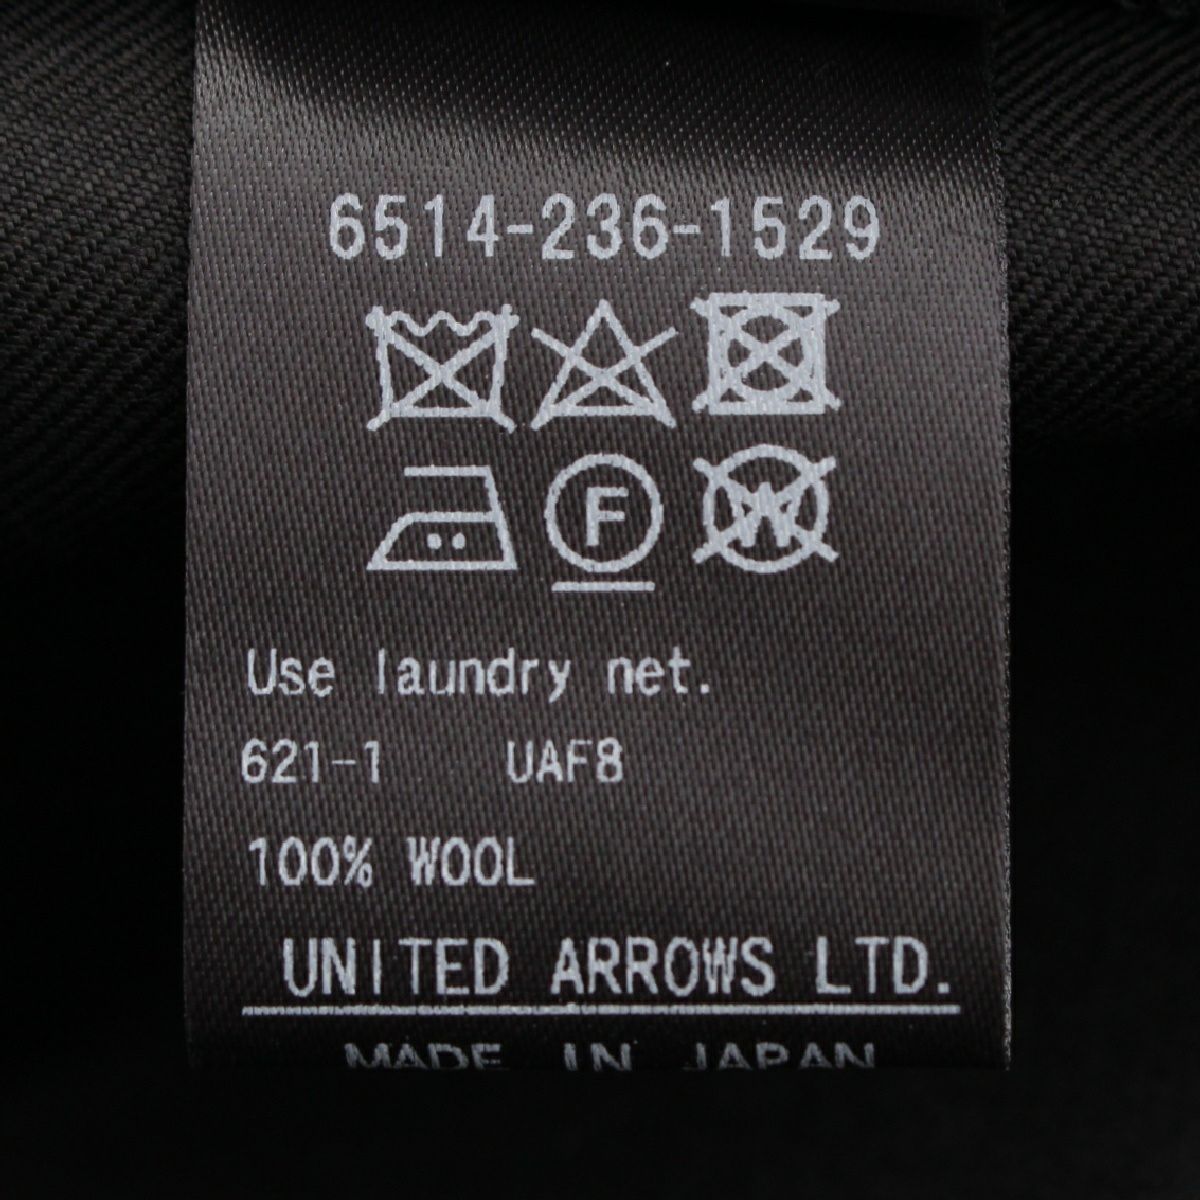 6514-236-1529
F
W
Use laundry net.
621-1 UAF8
100% WOOL
UNITED ARROWS LTD.
MADE IN JAPAN